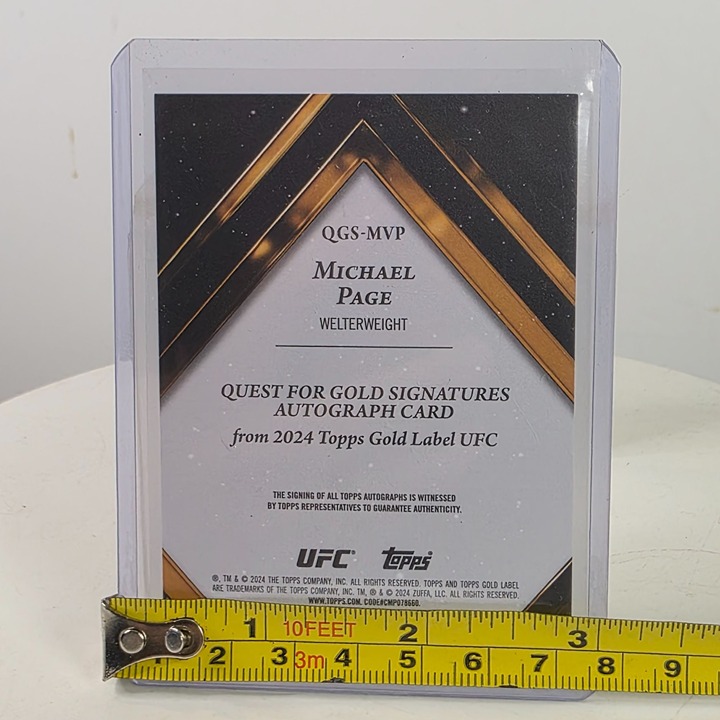 QGS-MVP
MICHAEL
PAGE
WELTERWEIGHT
QUEST FOR GOLD SIGNATURES
AUTOGRAPH CARD
from 2024 Topps Gold Label UFC
THE SIGNING OF ALL TOPPS AUTOGRAPHS IS WITNESSED
BY TOPPS REPRESENTATIVES TO GUARANTEE AUTHENTICITY.
UFC® topps®
®, TM & © 2024 THE TOPPS COMPANY, INC. ALL RIGHTS RESERVED. TOPPS AND TOPPS GOLD LABEL
ARE TRADEMARKS OF THE TOPPS COMPANY, INC. TM, ® & © 2024 ZUFFA, LLC. ALL RIGHTS RESERVED.
WWW.TOPPS.COM. CODE#CMP078660.
1 10FEET 2 3
2 3 3m 4 5 6 7 8 9